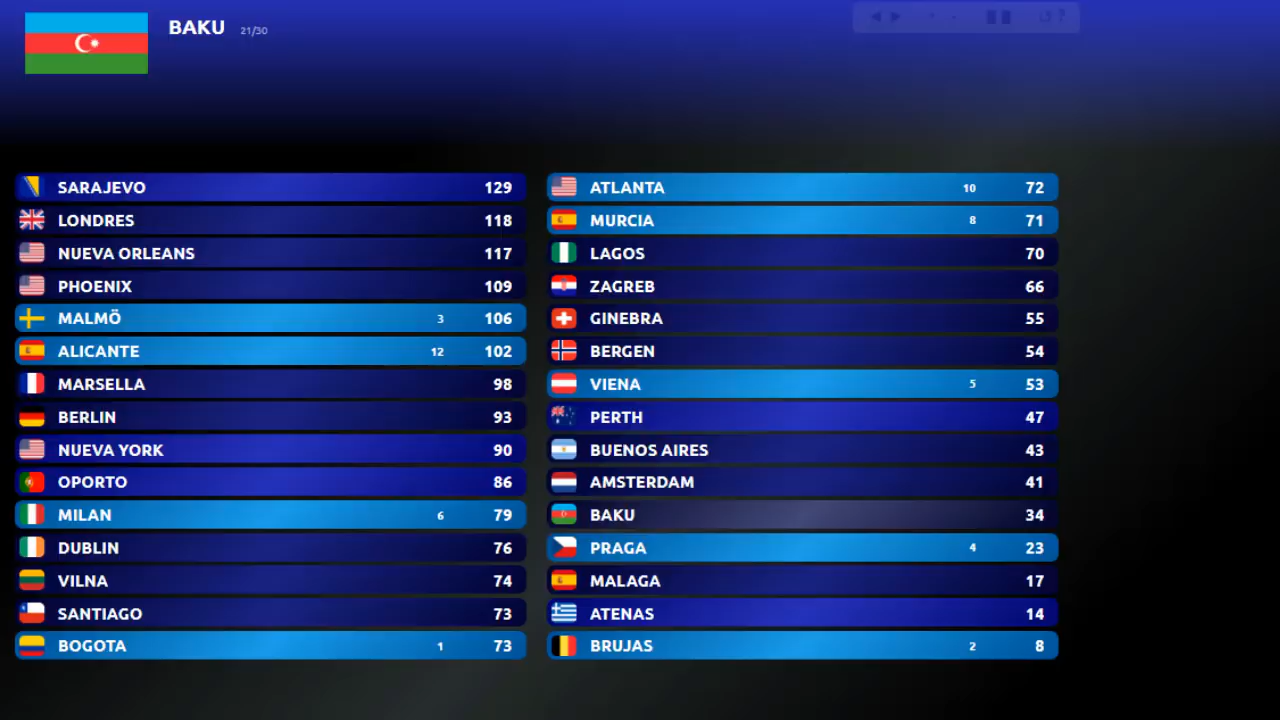 BAKU 21/30
SARAJEVO 129
LONDRES 118
NUEVA ORLEANS 117
PHOENIX 109
MALMÖ 3 106
ALICANTE 12 102
MARSELLA 98
BERLIN 93
NUEVA YORK 90
OPORTO 86
MILAN 6 79
DUBLIN 76
VILNA 74
SANTIAGO 73
BOGOTA 1 73
ATLANTA 10 72
MURCIA 8 71
LAGOS 70
ZAGREB 66
GINEBRA 55
BERGEN 54
VIENA 5 53
PERTH 47
BUENOS AIRES 43
AMSTERDAM 41
BAKU 34
PRAGA 4 23
MALAGA 17
ATENAS 14
BRUJAS 2 8